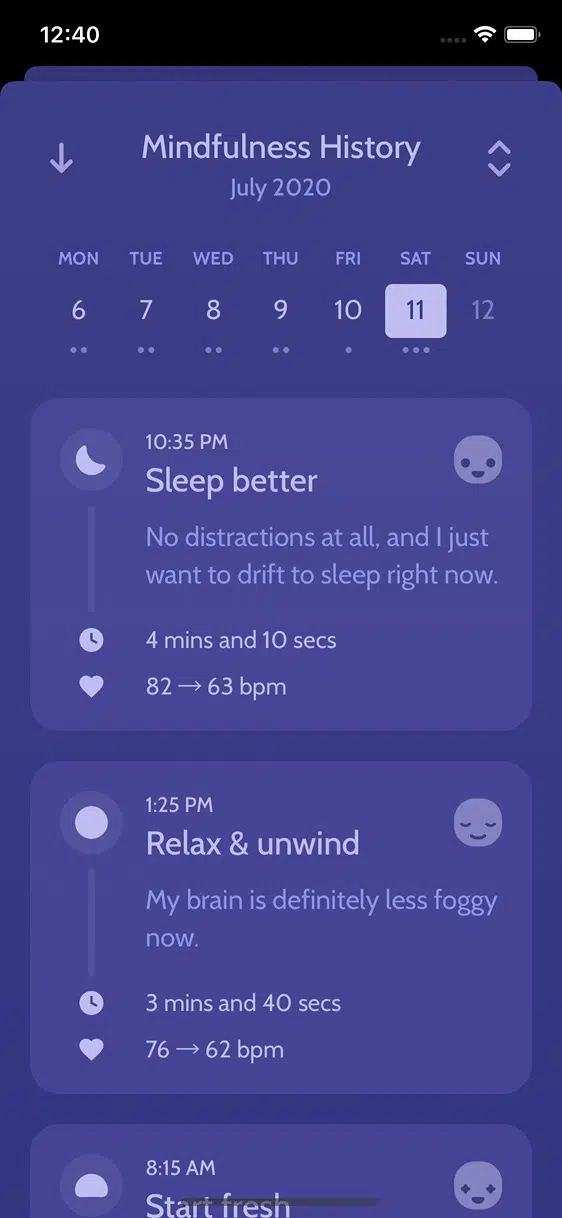 12:40
Mindfulness History
July 2020
MON TUE WED THU FRI SAT SUN
6 7 8 9 10 11 12
10:35 PM
Sleep better
No distractions at all, and I just
want to drift to sleep right now.
4 mins and 10 secs
82 → 63 bpm
1:25 PM
Relax & unwind
My brain is definitely less foggy
now.
3 mins and 40 secs
76 → 62 bpm
8:15 AM
Start fresh